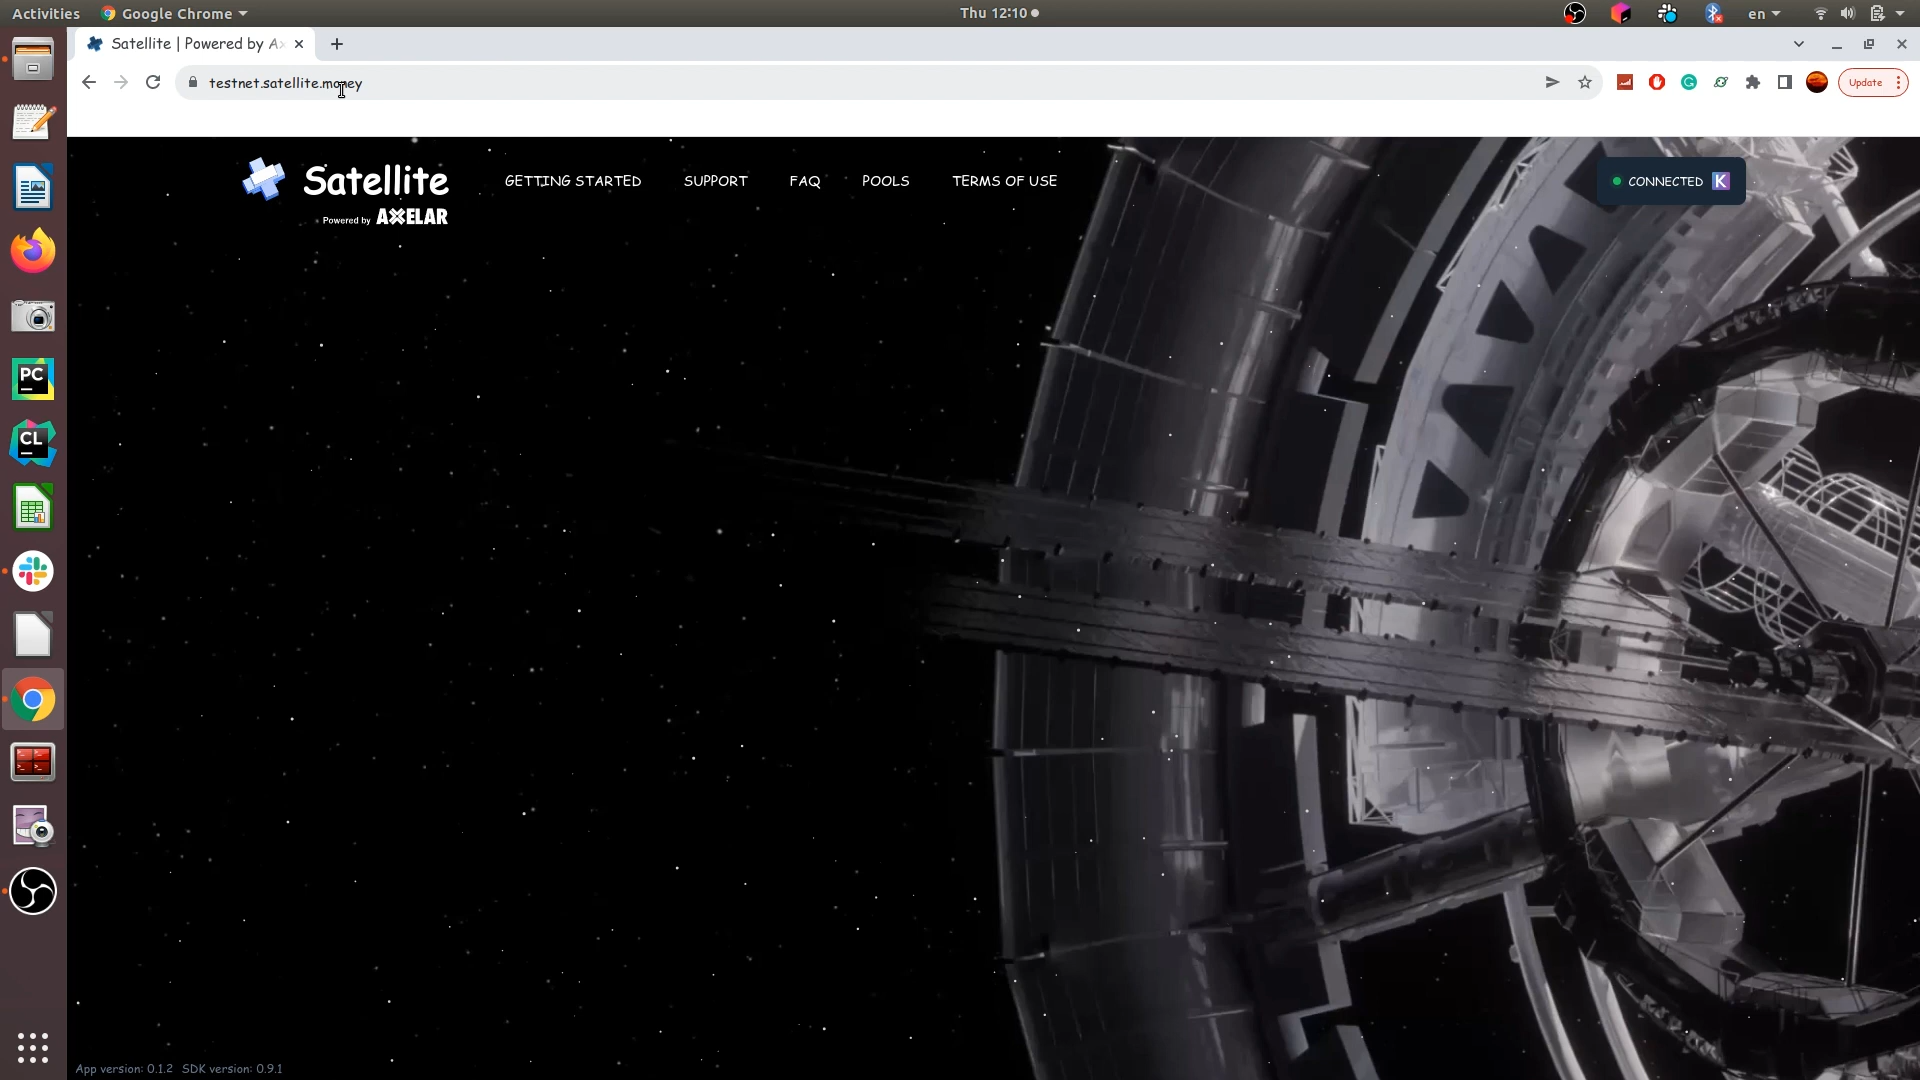 Activities
Google Chrome
Thu 12:10
en
Satellite | Powered by Ax
testnet.satellite.money
Update
Satellite
Powered by AXELAR
GETTING STARTED
SUPPORT
FAQ
POOLS
TERMS OF USE
CONNECTED K
PC
CL
App version: 0.1.2 SDK version: 0.9.1